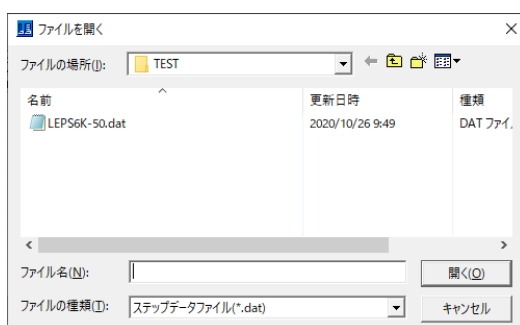 ファイルを開く
ファイルの場所(I): TEST
名前 更新日時 種類
LEPS6K-50.dat 2020/10/26 9:49 DAT ファイ
ファイル名(N): 開く(O)
ファイルの種類(T): ステップデータファイル(*.dat) キャンセル